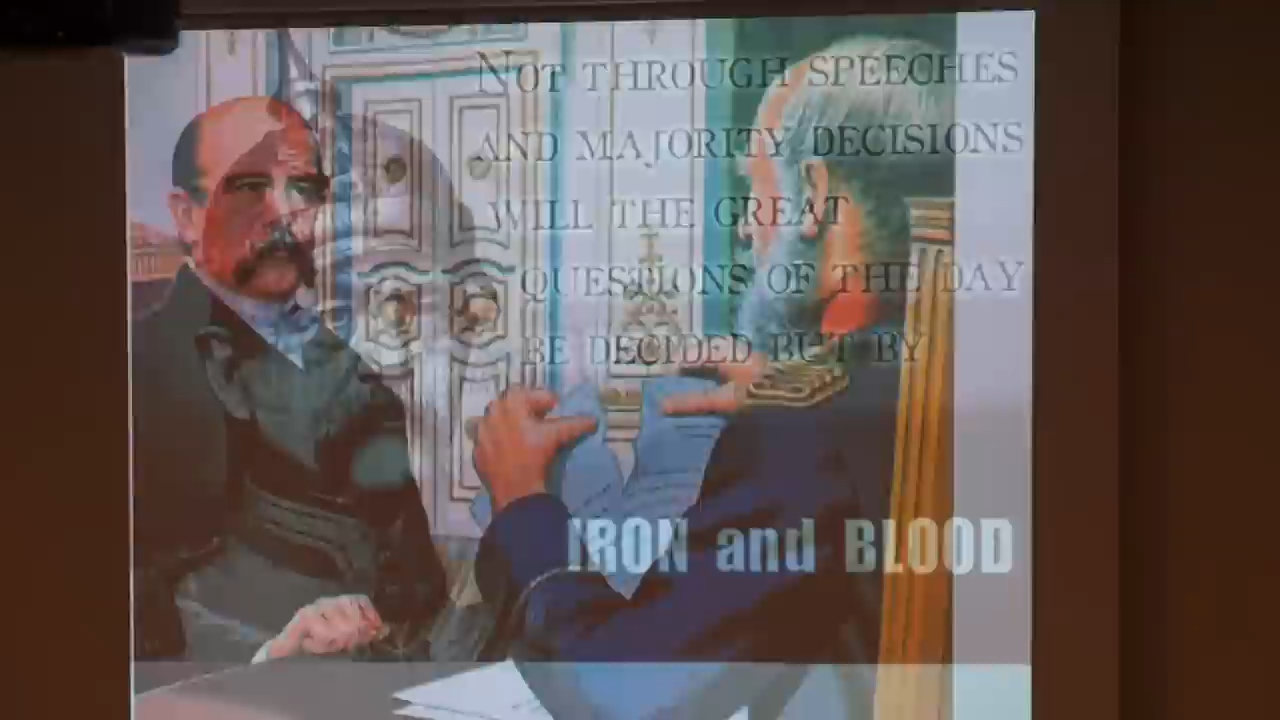 NOT THROUGH SPEECHES
AND MAJORITY DECISIONS
WILL THE GREAT
QUESTIONS OF THE DAY
BE DECIDED BUT BY
IRON and BLOOD